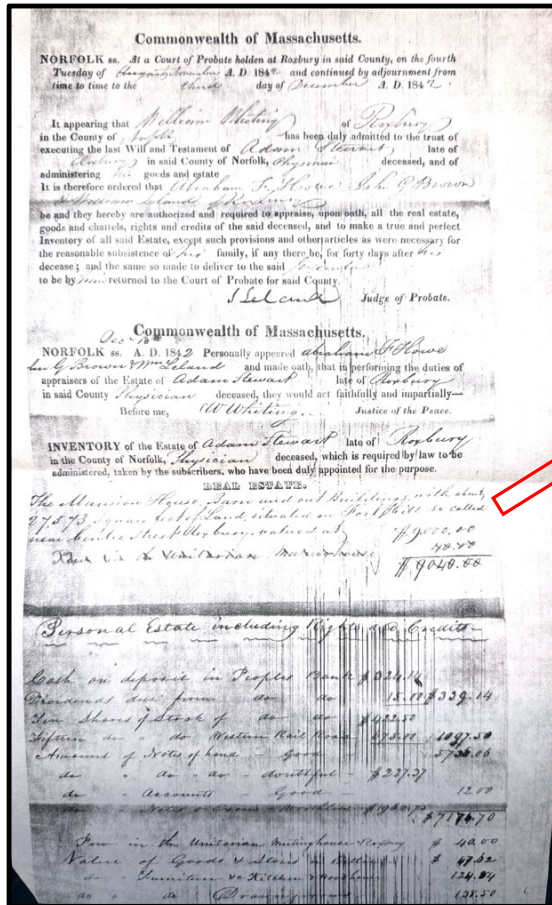 Commonwealth of Massachusetts.
NORFOLK ss. At a Court of Probate holden at Roxbury in said County, on the fourth
Tuesday of November A. D. 1842 and continued by adjournment from
time to time to the third day of December A. D. 1842.
It appearing that William Whiting of Roxbury
in the County of Norfolk has been duly admitted to the trust of
executing the last Will and Testament of Adam Stewart, late of
Roxbury in said County of Norfolk, Physician deceased, and of
administering his goods and estate
It is therefore ordered that Abraham F. Howe, John G Brown
& William Leland of Roxbury
be and they hereby are authorized and required to appraise, upon oath, all the real estate,
goods and chattels, rights and credits of the said deceased, and to make a true and perfect
Inventory of all said Estate, except such provisions and other particles as were necessary for
the reasonable subsistence of his family, if any there be, for forty days after his
decease; and the same so made to deliver to the said Executor
to be by him returned to the Court of Probate for said County.
S Leland Judge of Probate.
Commonwealth of Massachusetts.
Dec 10th
NORFOLK ss. A. D. 1842 Personally appeared Abraham F Howe
G Brown & Wm Leland and made oath, that in performing the duties of
appraisers of the Estate of Adam Stewart late of Roxbury
in said County Physician deceased, they would act faithfully and impartially—
Before me, W Whiting. Justice of the Peace.
INVENTORY of the Estate of Adam Stewart late of Roxbury
in the County of Norfolk, Physician deceased, which is required by law to be
administered, taken by the subscribers, who have been duly appointed for the purpose.
REAL ESTATE.
The Mansion House, Barn and out Buildings, with about
27573 Square feet of Land, situated on Fort Hill so called
near Centre Street Roxbury, valued at $9,000.00
40.00
$9040.00
Personal Estate including Rights and Credits
Cash on deposit in Peoples Bank $324.14
Dividends due from do do 15.00 $339.14
Ten Shares of Stock of do do $422.50
Fifteen do " do Western Rail Road 675.00 1097.50
Amount of Notes of hand Good
do " do " do - doubtful - $227.37
do " Accounts - Good - 12.00
$7174.70
Pew in the Unitarian Meetinghouse Roxbury $ 40.00
Value of Goods & Stores in $ 47.62
do " Furniture &c Kitchen & 124.84
do " do Drawing room 138.50